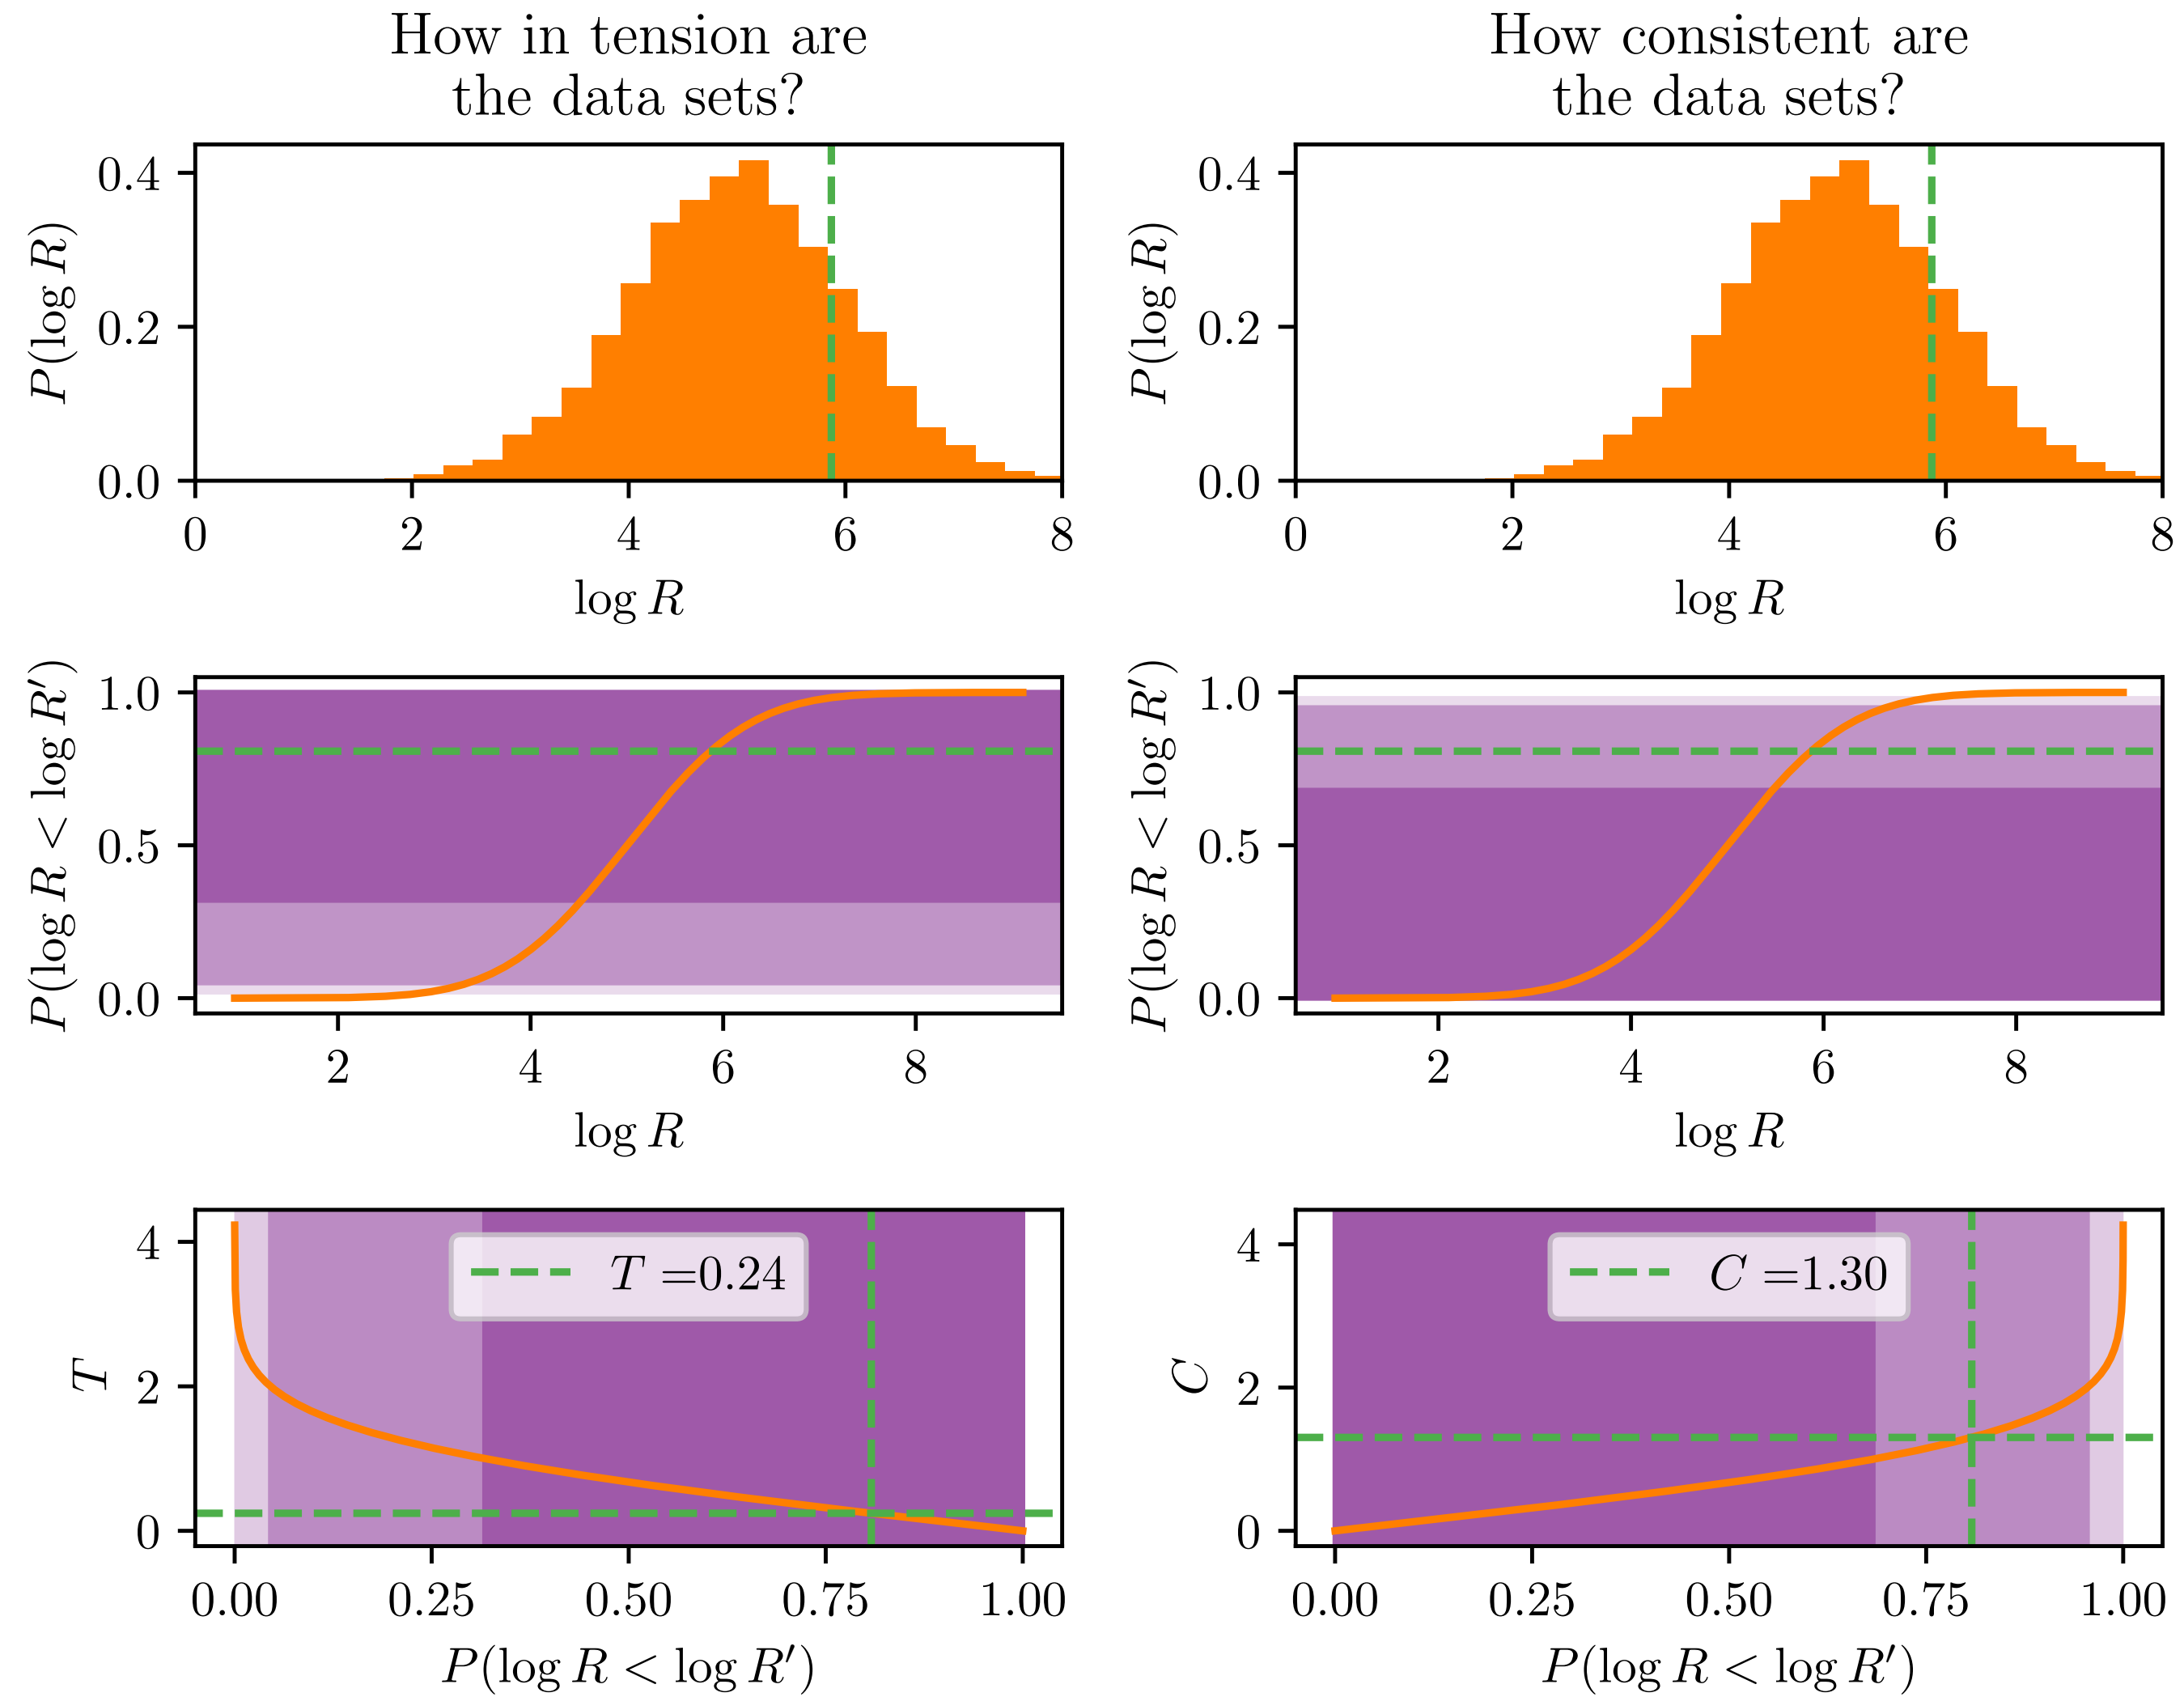 How in tension are
the data sets?
How consistent are
the data sets?
P(log R)
0.4
0.2
0.0
0 2 4 6 8
log R
P(log R)
0.4
0.2
0.0
0 2 4 6 8
log R
P(log R < log R′)
1.0
0.5
0.0
2 4 6 8
log R
P(log R < log R′)
1.0
0.5
0.0
2 4 6 8
log R
T
4
2
0
T =0.24
0.00 0.25 0.50 0.75 1.00
P(log R < log R′)
C
4
2
0
C =1.30
0.00 0.25 0.50 0.75 1.00
P(log R < log R′)